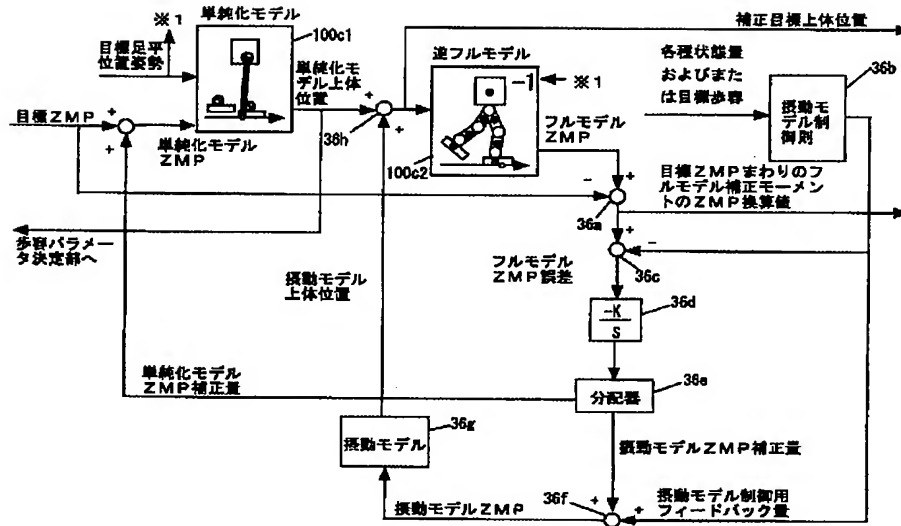 ※1
単純化モデル
補正目標上体位置
目標足平
位置姿勢
100c1
単純化モ
デル上体
位置
逆フルモデル
各種状態量
およびまた
は目標歩容
36b
-1
※1
目標ZMP
+
+
単純化モデル
ZMP
+
+
36h
フルモデル
ZMP
摂動モ
デル制
御則
100c2
+
-
36a
目標ZMPまわりのフ
ルモデル補正モーメン
トのZMP換算値
歩容パラメー
タ決定部へ
摂動モデル
上体位置
フルモデル
ZMP誤差
+
-
36c
36d
-K
S
単純化モデル
ZMP補正量
36e
分配器
36g
摂動モデル
摂動モデルZMP補正量
摂動モデルZMP
36f
+
+
摂動モデル制御用
フィードバック量